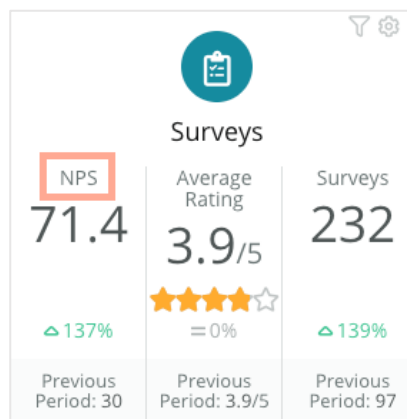 Surveys
NPS
71.4
137%
Previous
Period: 30
Average
Rating
3.9/5
=0%
Previous
Period: 3.9/5
Surveys
232
139%
Previous
Period: 97